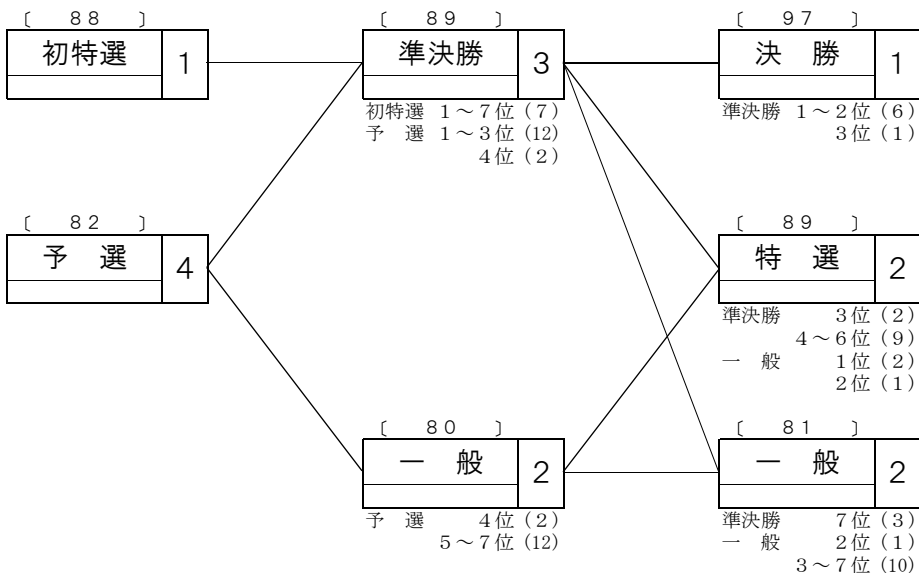 〔　８８　〕
初特選　1
〔　８９　〕
準決勝　3
初特選　１～７位（７）
予　選　１～３位（12）
４位（２）
〔　９７　〕
決　勝　1
準決勝　１～２位（６）
３位（１）
〔　８２　〕
予　選　4
〔　８９　〕
特　選　2
準決勝　３位（２）
４～６位（９）
一　般　１位（２）
２位（１）
〔　８０　〕
一　般　2
予　選　４位（２）
５～７位（12）
〔　８１　〕
一　般　2
準決勝　７位（３）
一　般　２位（１）
３～７位（10）